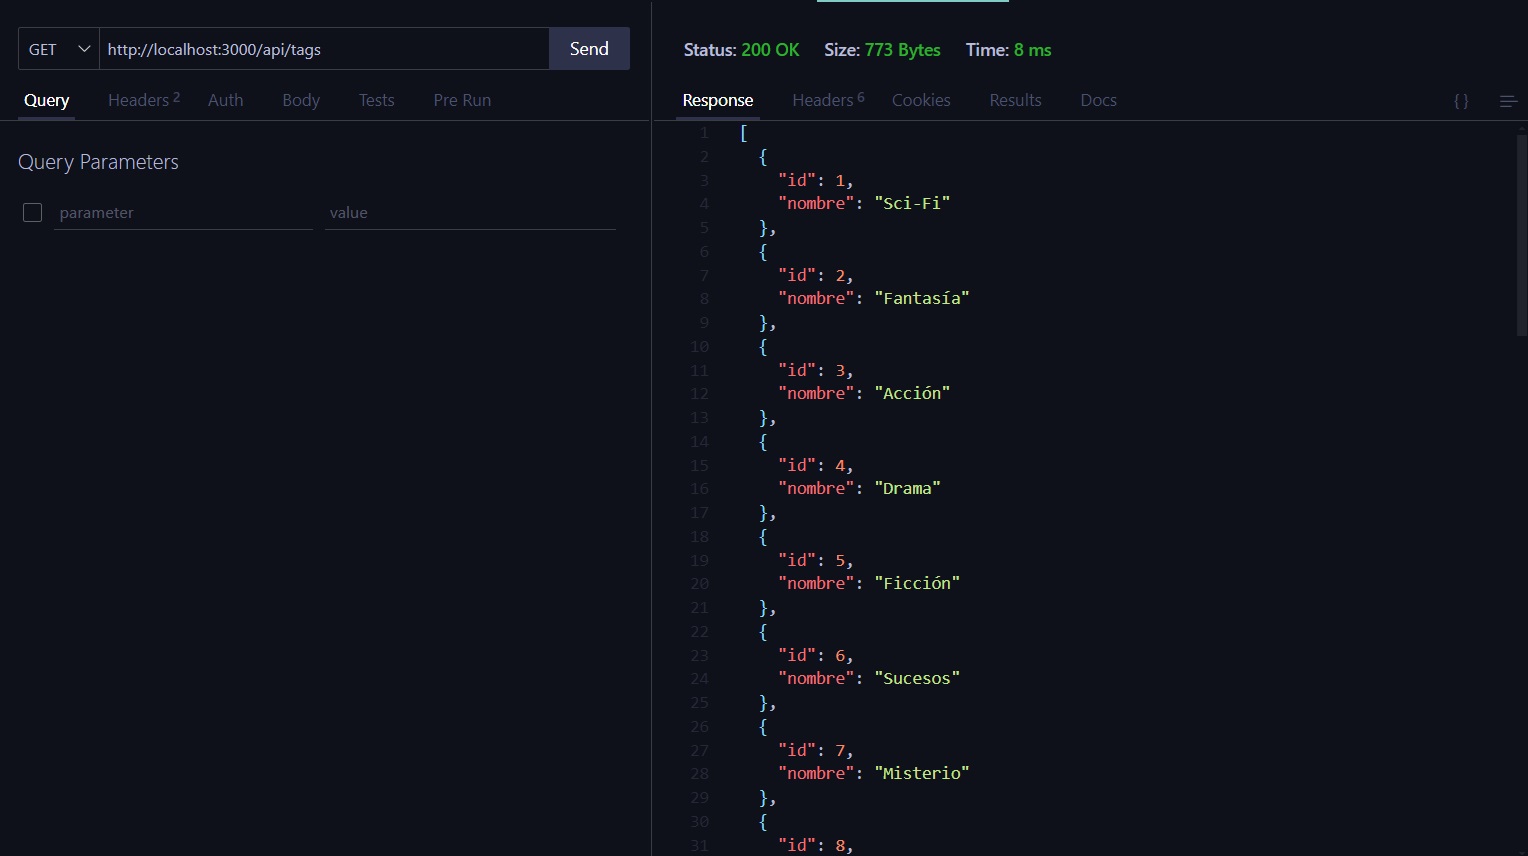 GET http://localhost:3000/api/tags Send
Query Headers 2 Auth Body Tests Pre Run
Query Parameters
parameter value
Status: 200 OK Size: 773 Bytes Time: 8 ms
Response Headers 6 Cookies Results Docs { }
1 [
2 {
3 "id": 1,
4 "nombre": "Sci-Fi"
5 },
6 {
7 "id": 2,
8 "nombre": "Fantasía"
9 },
10 {
11 "id": 3,
12 "nombre": "Acción"
13 },
14 {
15 "id": 4,
16 "nombre": "Drama"
17 },
18 {
19 "id": 5,
20 "nombre": "Ficción"
21 },
22 {
23 "id": 6,
24 "nombre": "Sucesos"
25 },
26 {
27 "id": 7,
28 "nombre": "Misterio"
29 },
30 {
31 "id": 8,